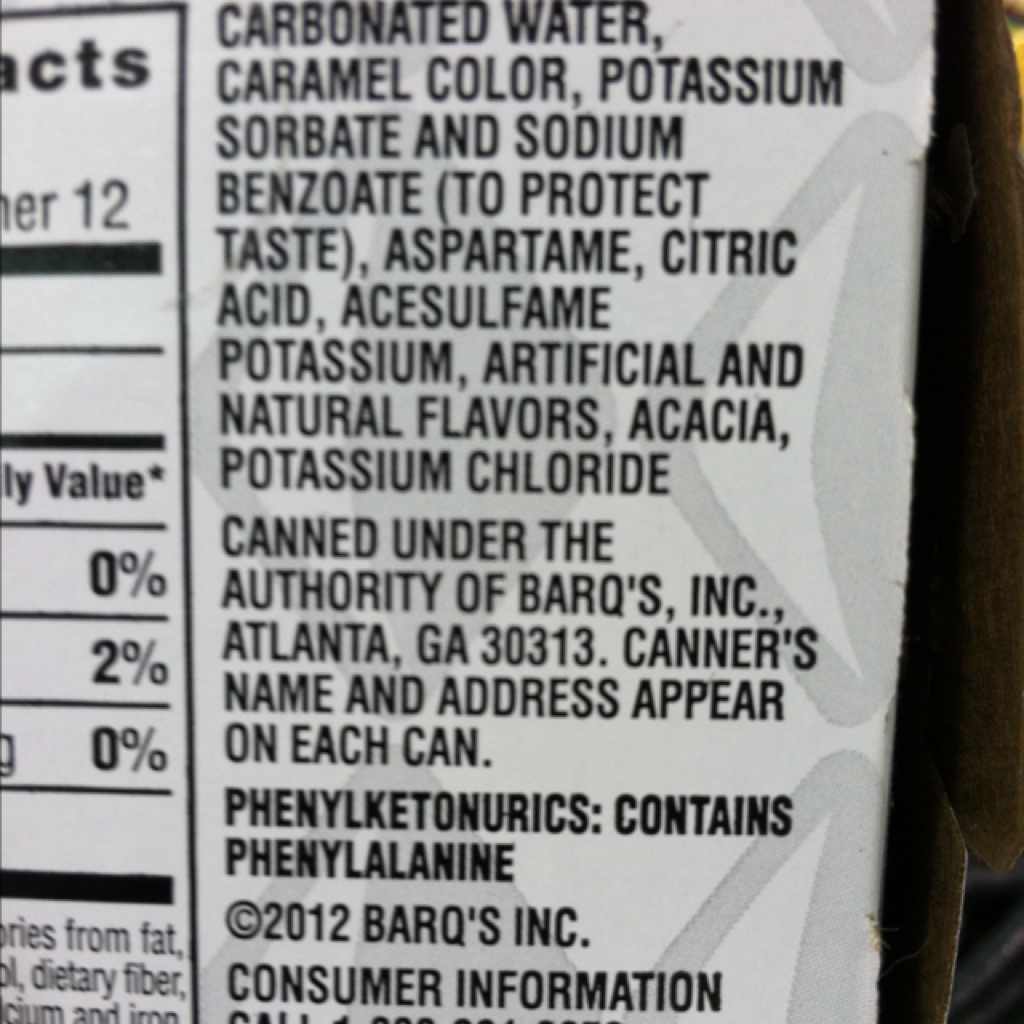 acts
12
ly Value*
0%
2%
g 0%
ories from fat,
ol, dietary fiber,
lcium and iron
CARBONATED WATER,
CARAMEL COLOR, POTASSIUM
SORBATE AND SODIUM
BENZOATE (TO PROTECT
TASTE), ASPARTAME, CITRIC
ACID, ACESULFAME
POTASSIUM, ARTIFICIAL AND
NATURAL FLAVORS, ACACIA,
POTASSIUM CHLORIDE
CANNED UNDER THE
AUTHORITY OF BARQ'S, INC.,
ATLANTA, GA 30313. CANNER'S
NAME AND ADDRESS APPEAR
ON EACH CAN.
PHENYLKETONURICS: CONTAINS
PHENYLALANINE
©2012 BARQ'S INC.
CONSUMER INFORMATION
CALL